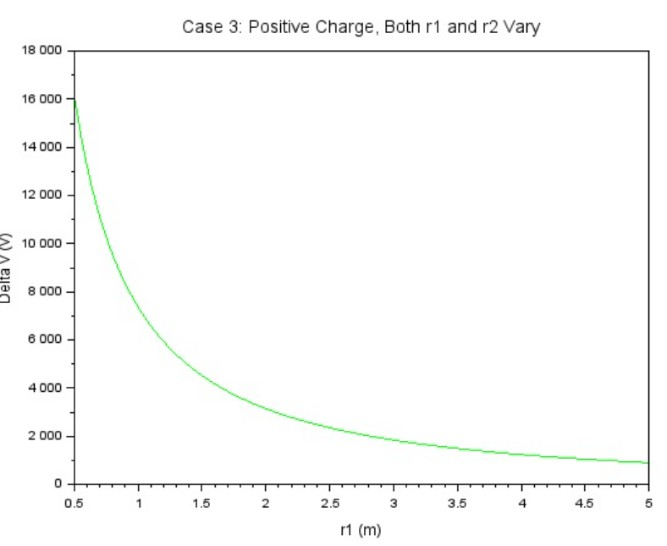 Case 3: Positive Charge, Both r1 and r2 Vary
18 000
16 000
14 000
12 000
10 000
8 000
6 000
4 000
2 000
0
Delta V (V)
0.5 1 1.5 2 2.5 3 3.5 4 4.5 5
r1 (m)